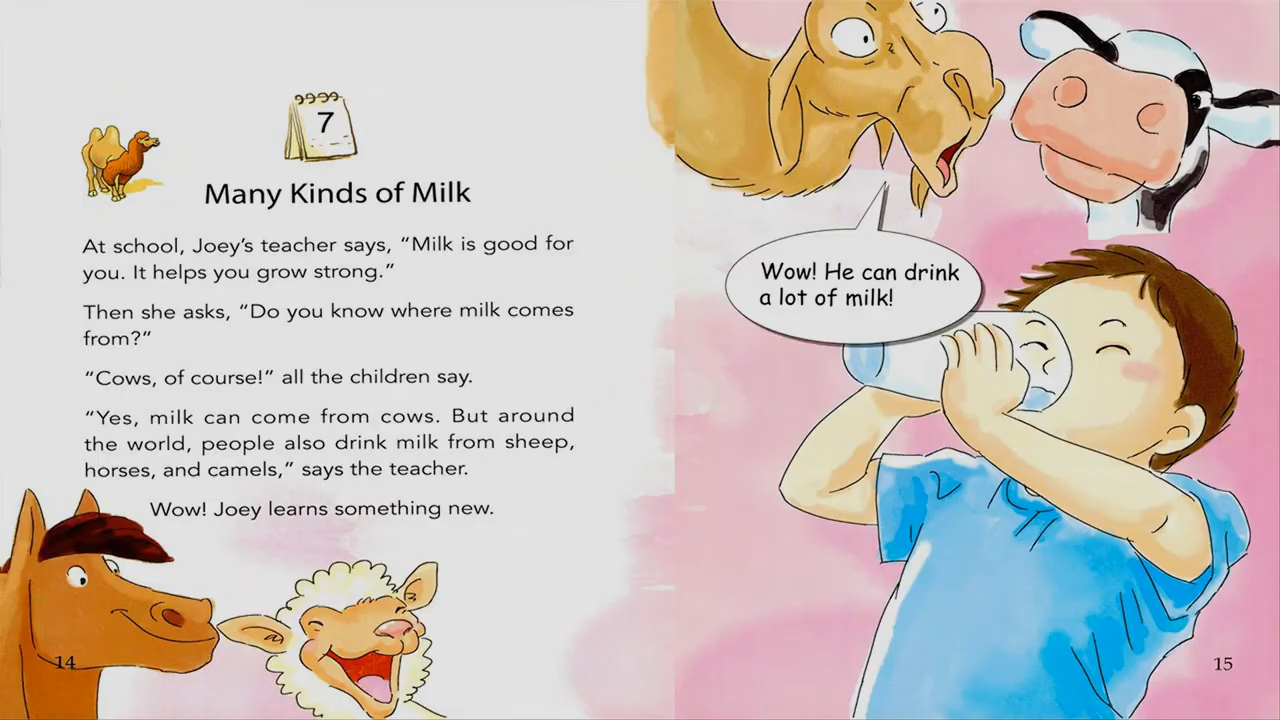 7
Many Kinds of Milk
At school, Joey’s teacher says, “Milk is good for
you. It helps you grow strong.”
Then she asks, “Do you know where milk comes
from?”
“Cows, of course!” all the children say.
“Yes, milk can come from cows. But around
the world, people also drink milk from sheep,
horses, and camels,” says the teacher.
Wow! Joey learns something new.
14
Wow! He can drink
a lot of milk!
15